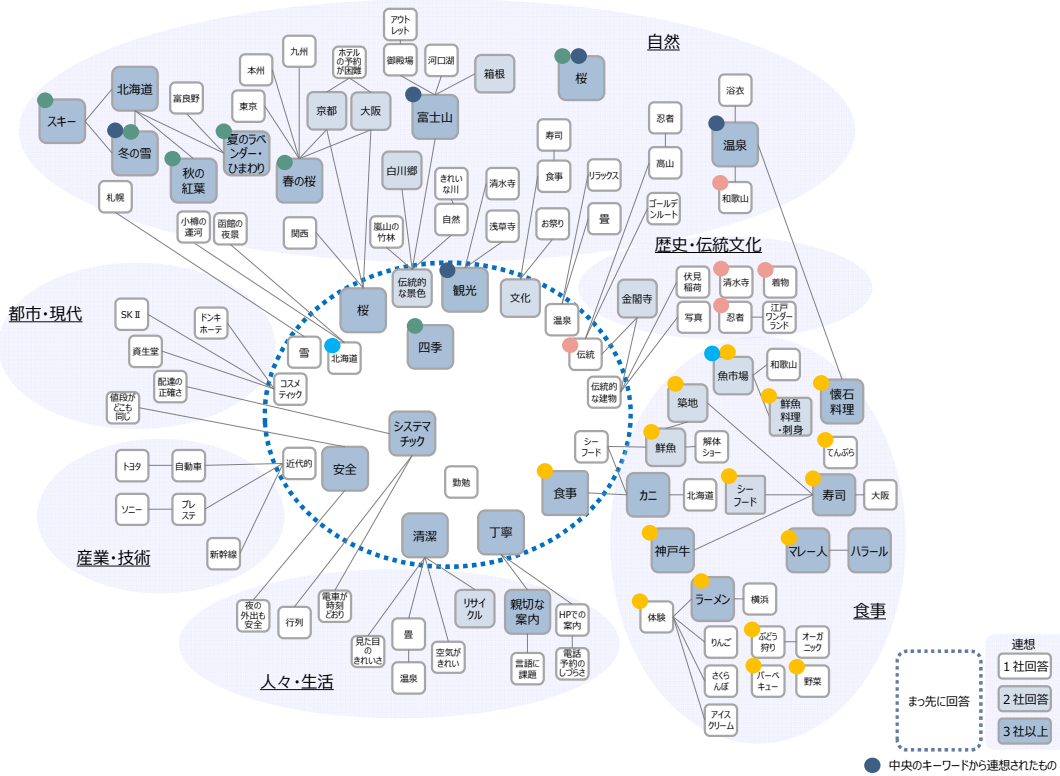 自然
アウト
レット
九州
ホテル
の予約
が困難
御殿場
河口湖
箱根
桜
本州
北海道
富良野
東京
京都
大阪
富士山
浴衣
スキー
冬の雪
夏のラベ
ンダー・
ひまわり
秋の
紅葉
春の桜
白川郷
寿司
忍者
温泉
札幌
きれい
な川
清水寺
食事
リラックス
高山
和歌山
小樽の
運河
函館の
夜景
関西
嵐山の
竹林
自然
浅草寺
お祭り
畳
ゴールデ
ンルート
歴史・伝統文化
伝統的
な景色
観光
文化
金閣寺
伏見
稲荷
清水寺
着物
都市・現代
桜
温泉
写真
忍者
江戸
ワンダー
ランド
SKⅡ
ドンキ
ホーテ
四季
資生堂
雪
北海道
伝統
魚市場
和歌山
配達の
正確さ
コスメ
ティック
伝統的
な建物
築地
鮮魚
料理
・刺身
懐石
料理
値段が
どこも
同じ
システマ
チック
シー
フード
鮮魚
解体
ショー
てんぷら
トヨタ
自動車
近代的
安全
勤勉
食事
カニ
北海道
シー
フード
寿司
大阪
ソニー
プレ
ステ
新幹線
清潔
丁寧
神戸牛
マレー人
ハラール
産業・技術
夜の
外出も
安全
行列
電車が
時刻
どおり
リサイ
クル
親切な
案内
HPでの
案内
ラーメン
横浜
食事
体験
見た目
の
きれいさ
畳
空気が
きれい
言語に
課題
電話
予約の
しづらさ
りんご
ぶどう
狩り
オーガ
ニック
人々・生活
温泉
さくら
んぼ
バーベ
キュー
野菜
アイス
クリーム
まっ先に回答
連想
1社回答
2社回答
3社以上
中央のキーワードから連想されたもの